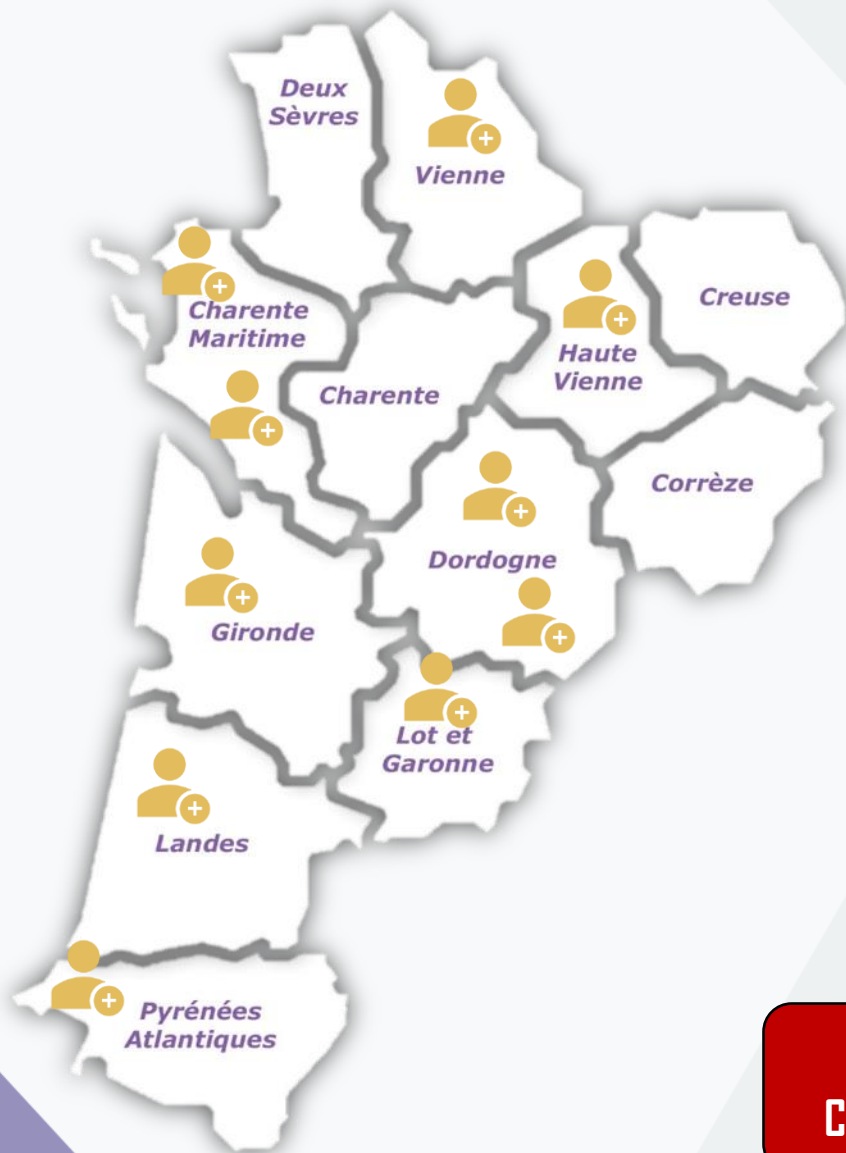 Deux
Sèvres
Vienne
Charente
Maritime
Haute
Vienne
Creuse
Charente
Corrèze
Dordogne
Gironde
Lot et
Garonne
Landes
Pyrénées
Atlantiques
C